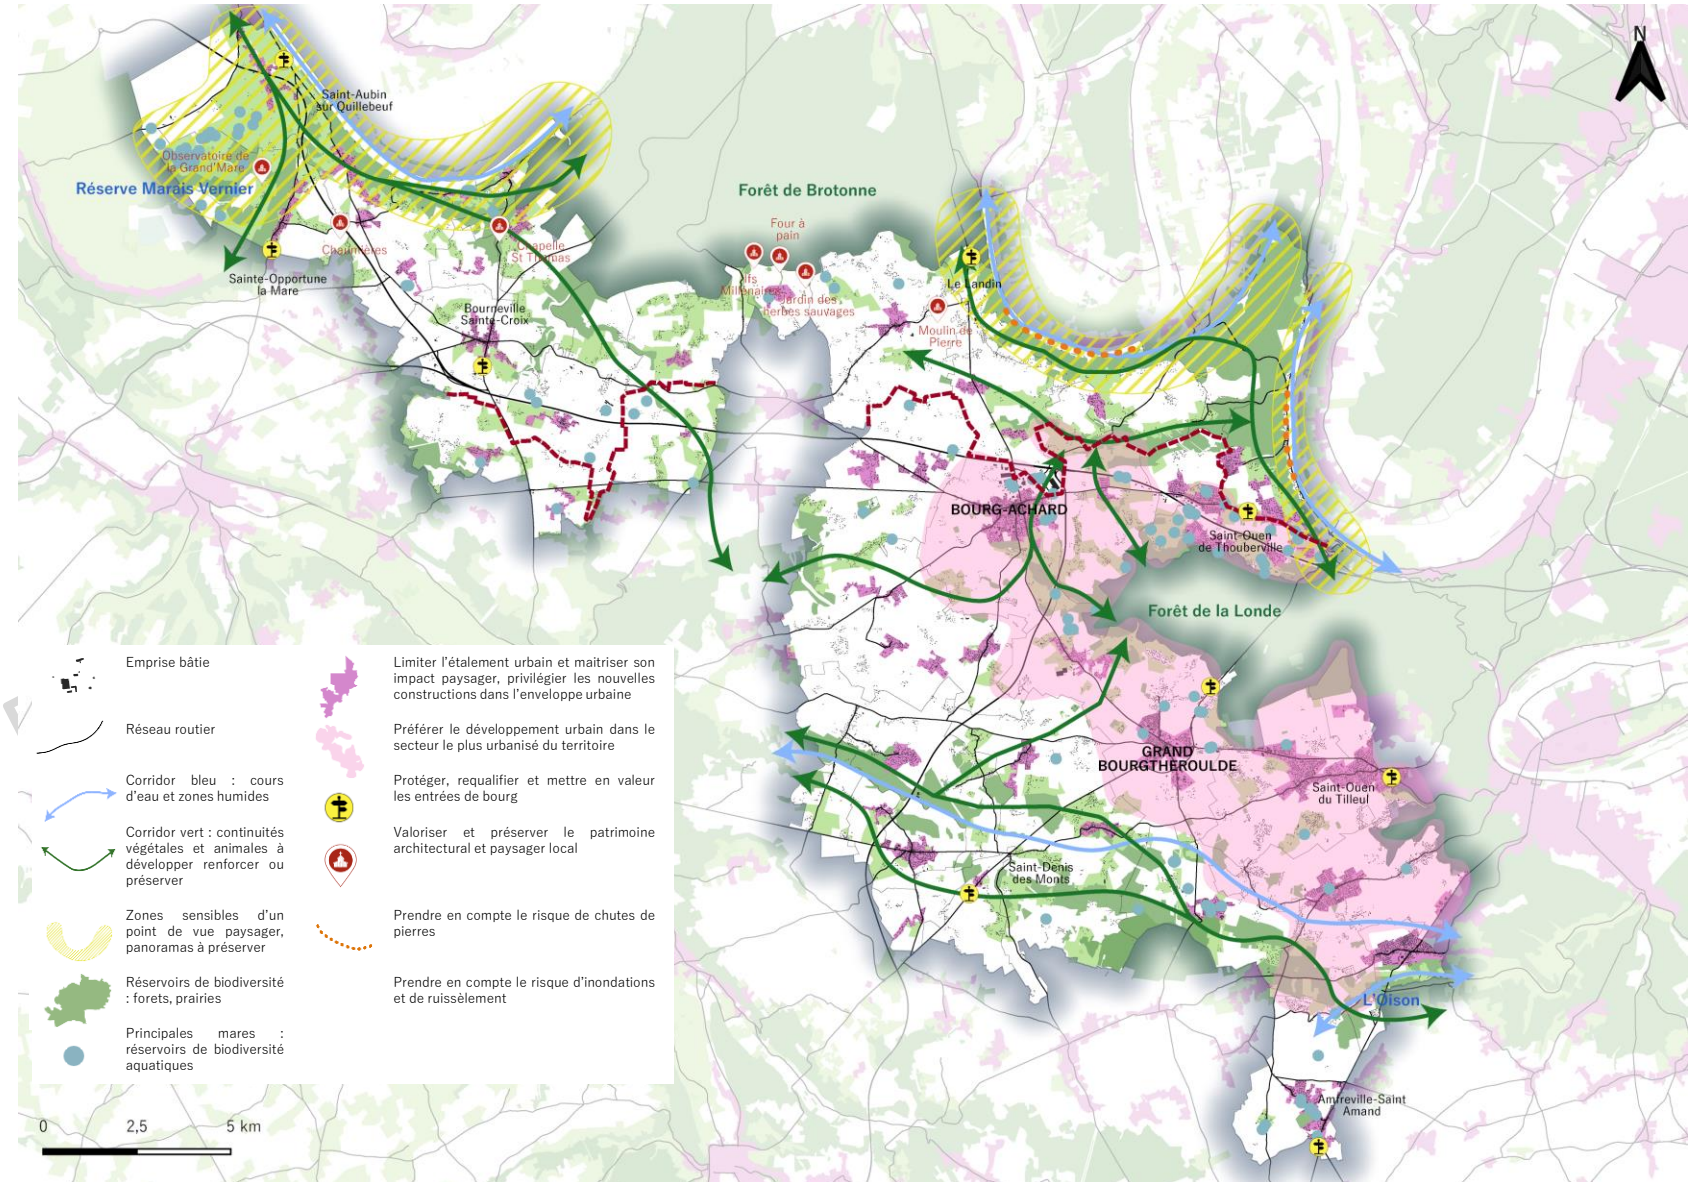 N
Saint-Aubin
sur Quillebeuf
Observatoire de
la Grand'Mare
Réserve Marais Vernier
Chaumières
Sainte-Opportune
la Mare
Chapelle
St Thomas
Bourneville
Sainte-Croix
Forêt de Brotonne
Four à
pain
Ifs
Millénaires
Jardin des
herbes sauvages
Le Landin
Moulin de
Pierre
BOURG-ACHARD
Saint-Ouen
de Thouberville
Forêt de la Londe
GRAND
BOURGTHEROULDE
Saint-Ouen
du Tilleul
Saint-Denis
des Monts
L'Oison
Amfreville-Saint
Amand
Emprise bâtie
Réseau routier
Corridor bleu : cours
d'eau et zones humides
Corridor vert : continuités
végétales et animales à
développer renforcer ou
préserver
Zones sensibles d'un
point de vue paysager,
panoramas à préserver
Réservoirs de biodiversité
: forets, prairies
Principales mares :
réservoirs de biodiversité
aquatiques
Limiter l'étalement urbain et maitriser son
impact paysager, privilégier les nouvelles
constructions dans l'enveloppe urbaine
Préférer le développement urbain dans le
secteur le plus urbanisé du territoire
Protéger, requalifier et mettre en valeur
les entrées de bourg
Valoriser et préserver le patrimoine
architectural et paysager local
Prendre en compte le risque de chutes de
pierres
Prendre en compte le risque d'inondations
et de ruissèlement
0 2,5 5 km